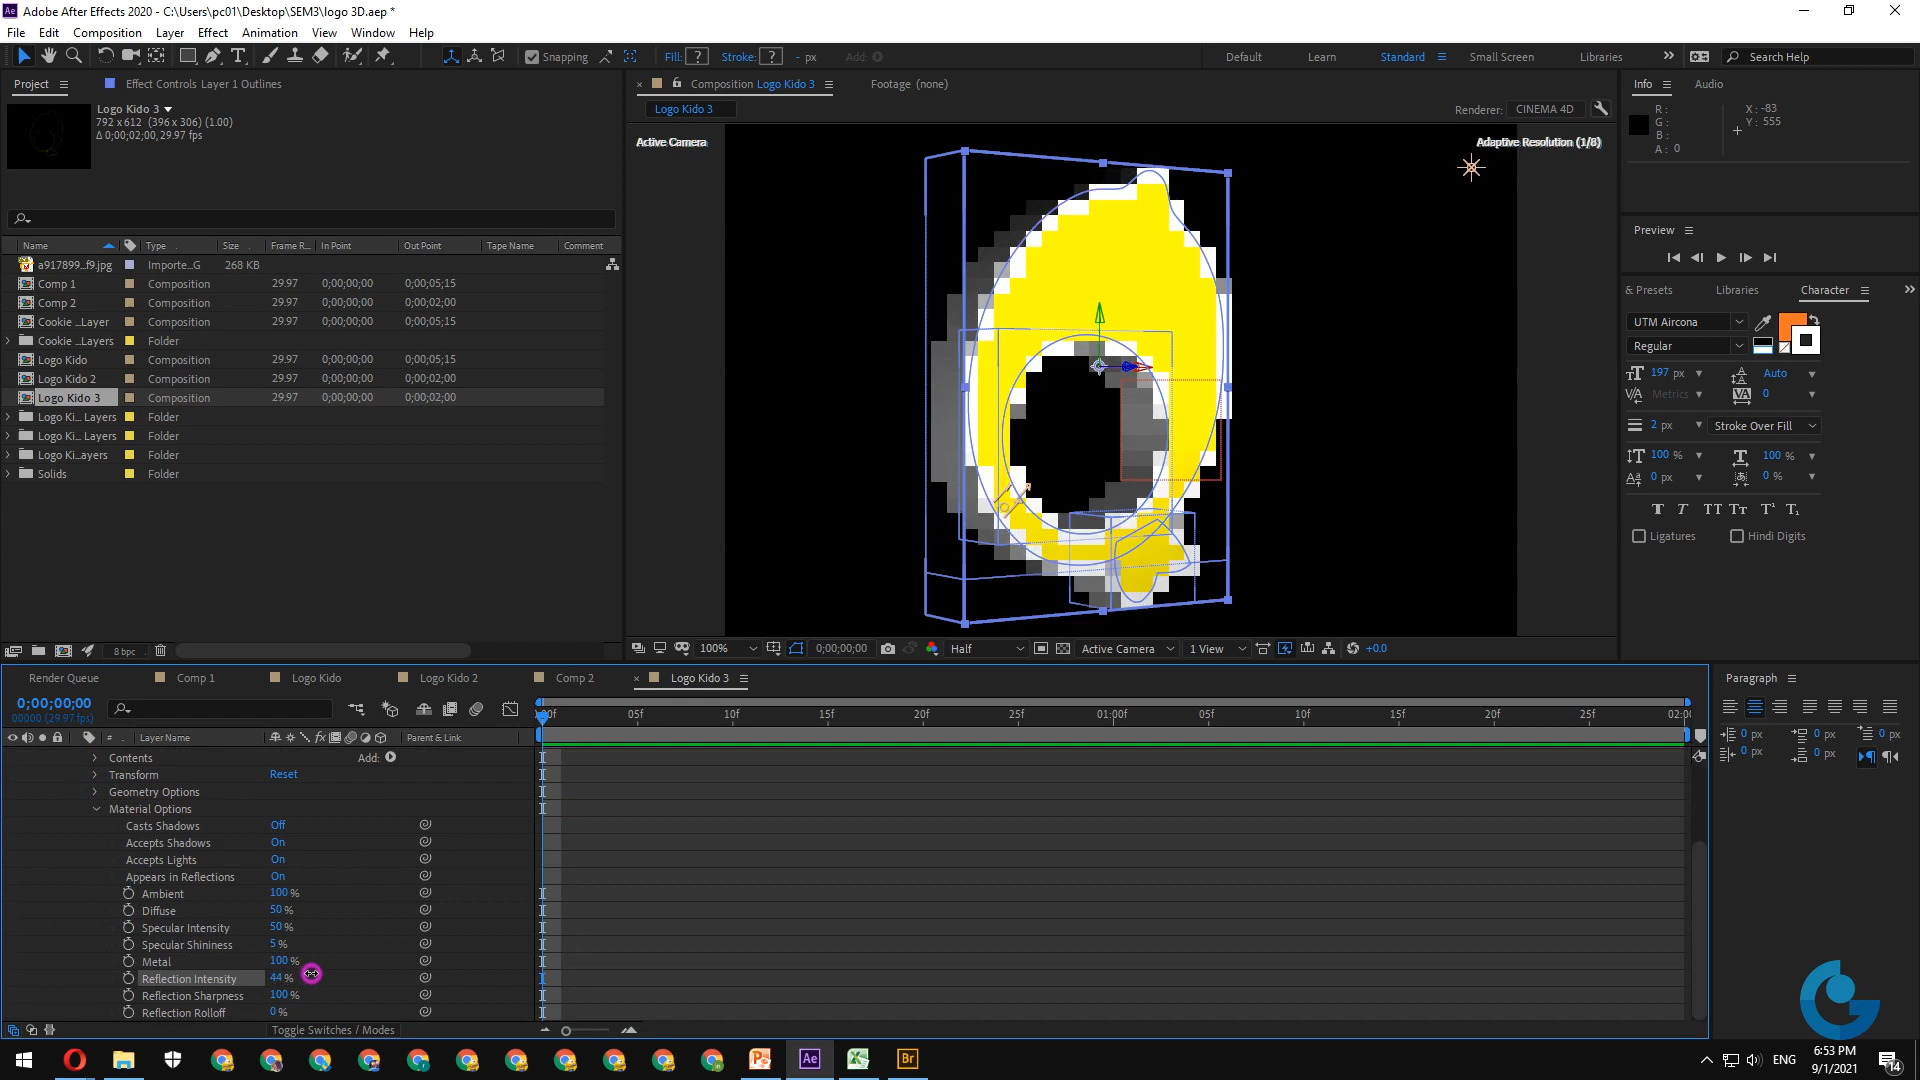 Adobe After Effects 2020 - C:\Users\pc01\Desktop\SEM3\logo 3D.aep *
File Edit Composition Layer Effect Animation View Window Help
Snapping Fill: ? Stroke: ? - px Add: Default Learn Standard Small Screen Libraries Search Help
Project Effect Controls Layer 1 Outlines Composition Logo Kido 3 Footage (none) Info Audio
Logo Kido 3
792 x 612 (396 x 306) (1.00)
Δ 0;00;02;00, 29.97 fps
Logo Kido 3 Renderer: CINEMA 4D
Active Camera Adaptive Resolution (1/8)
R :
G :
B :
A : 0
X : -83
Y : 555
Name Type Size Frame R... In Point Out Point Tape Name Comment
a917899...f9.jpg Importe...G 268 KB
Comp 1 Composition 29.97 0;00;00;00 0;00;05;15
Comp 2 Composition 29.97 0;00;00;00 0;00;02;00
Cookie ...Layer Composition 29.97 0;00;00;00 0;00;05;15
Cookie ...Layers Folder
Logo Kido Composition 29.97 0;00;00;00 0;00;05;15
Logo Kido 2 Composition 29.97 0;00;00;00 0;00;02;00
Logo Kido 3 Composition 29.97 0;00;00;00 0;00;02;00
Logo Ki... Layers Folder
Logo Ki... Layers Folder
Logo Ki...ayers Folder
Solids Folder
8 bpc
100% 0;00;00;00 Half Active Camera 1 View +0.0
Preview
& Presets Libraries Character
UTM Aircona
Regular
197 px Auto
Metrics 0
2 px Stroke Over Fill
100 % 100 %
0 px 0 %
Ligatures Hindi Digits
Render Queue Comp 1 Logo Kido Logo Kido 2 Comp 2 Logo Kido 3
0;00;00;00
00000 (29.97 fps)
05f 10f 15f 20f 25f 01:00f 05f 10f 15f 20f 25f
# Layer Name Parent & Link
Contents Add:
Transform Reset
Geometry Options
Material Options
Casts Shadows Off
Accepts Shadows On
Accepts Lights On
Appears in Reflections On
Ambient 100 %
Diffuse 50 %
Specular Intensity 50 %
Specular Shininess 5 %
Metal 100 %
Reflection Intensity 44 %
Reflection Sharpness 100 %
Reflection Rolloff 0 %
Toggle Switches / Modes
Paragraph
0 px 0 px 0 px
0 px 0 px
Ae Br
ENG
6:53 PM
9/1/2021
14